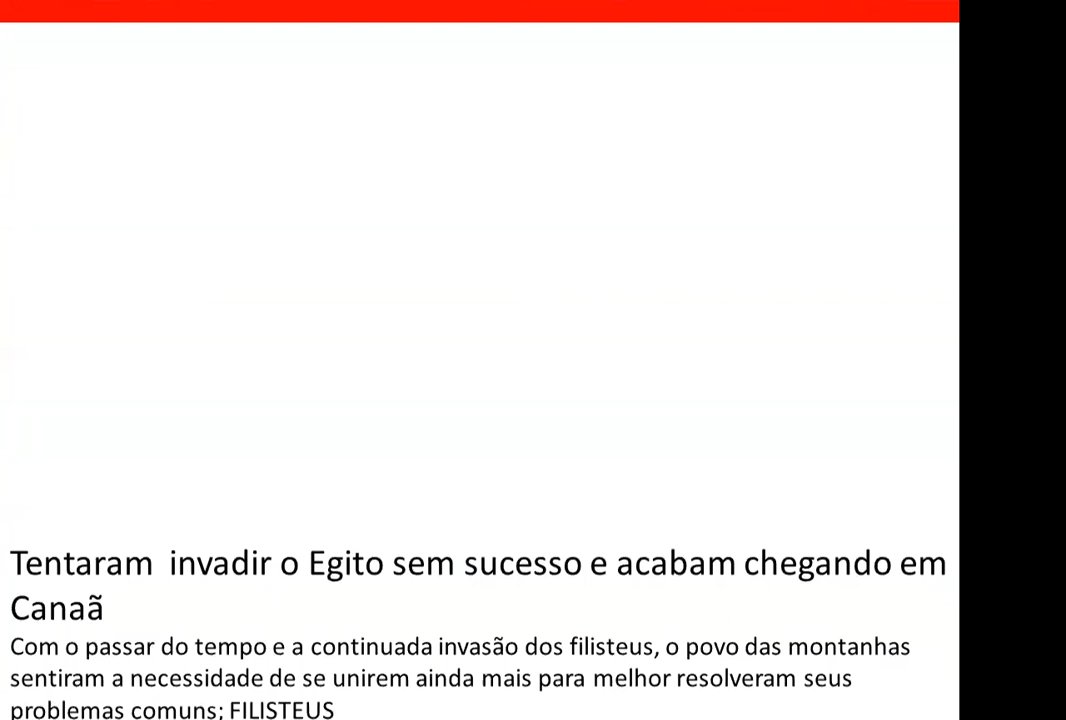 Tentaram  invadir o Egito sem sucesso e acabam chegando em
Canaã
Com o passar do tempo e a continuada invasão dos filisteus, o povo das montanhas
sentiram a necessidade de se unirem ainda mais para melhor resolveram seus
problemas comuns; FILISTEUS